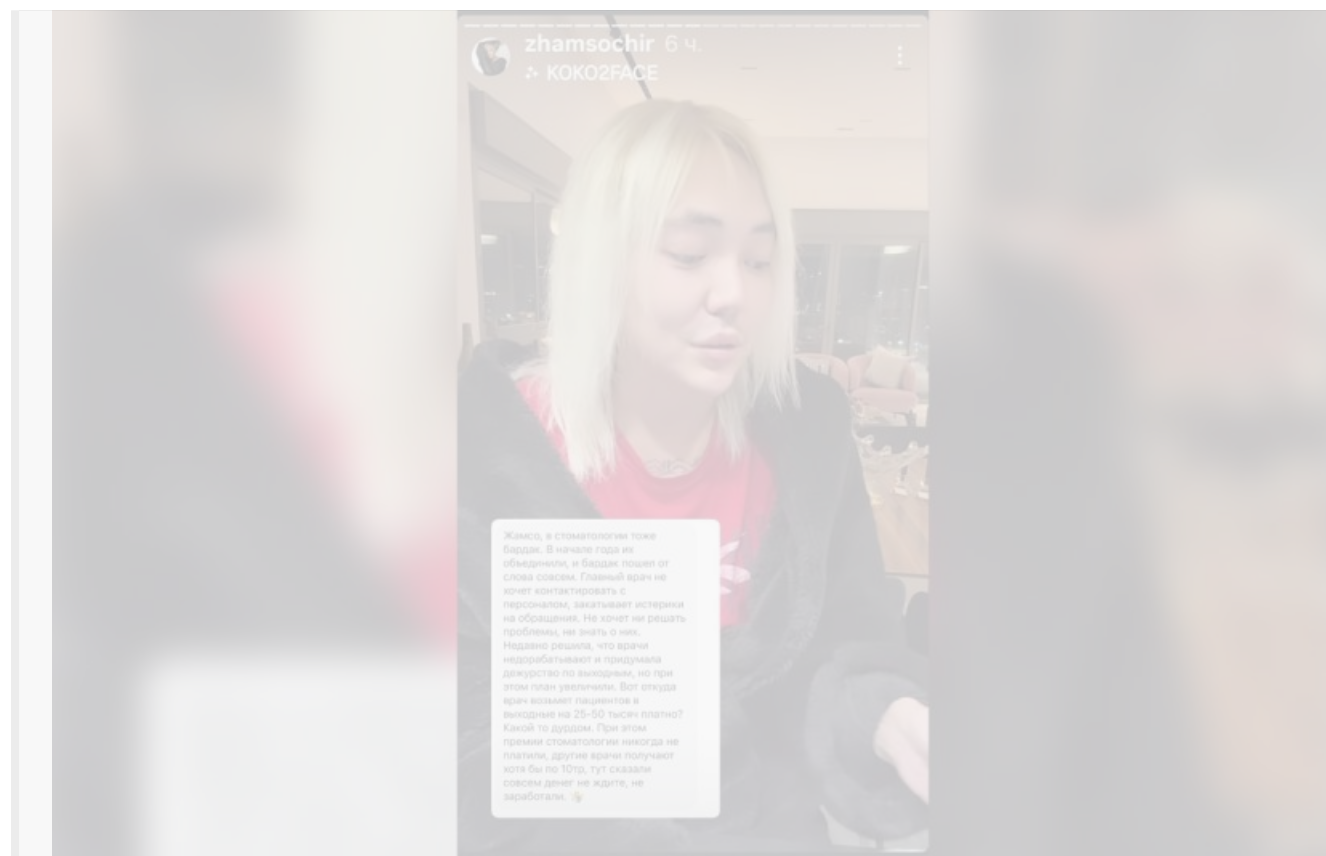 zhamsochir 6 ч.
KOKO2FACE
Жамсо, в стоматологии тоже
бардак. В начале года их
объединили, и бардак пошел от
слова совсем. Главный врач не
хочет контактировать с
персоналом, закатывает истерики
на обращения. Не хочет ни решать
проблемы, ни знать о них.
Недавно решила, что врачи
недорабатывают и придумала
дежурство по выходным, но при
этом план увеличили. Вот откуда
врач возьмет пациентов в
выходные на 25-50 тысяч платно?
Какой то дурдом. При этом
премии стоматологии никогда не
платили, другие врачи получают
хотя бы по 10тр, тут сказали
совсем денег не ждите, не
заработали.